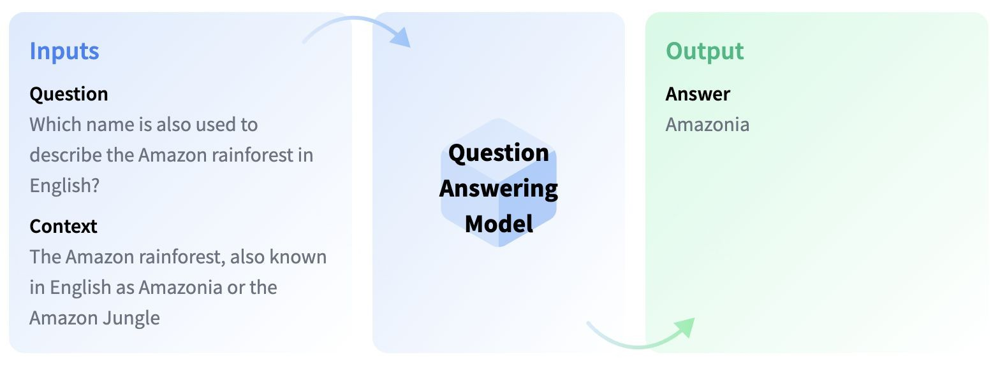 Inputs
Question
Which name is also used to
describe the Amazon rainforest in
English?
Context
The Amazon rainforest, also known
in English as Amazonia or the
Amazon Jungle
Question
Answering
Model
Output
Answer
Amazonia